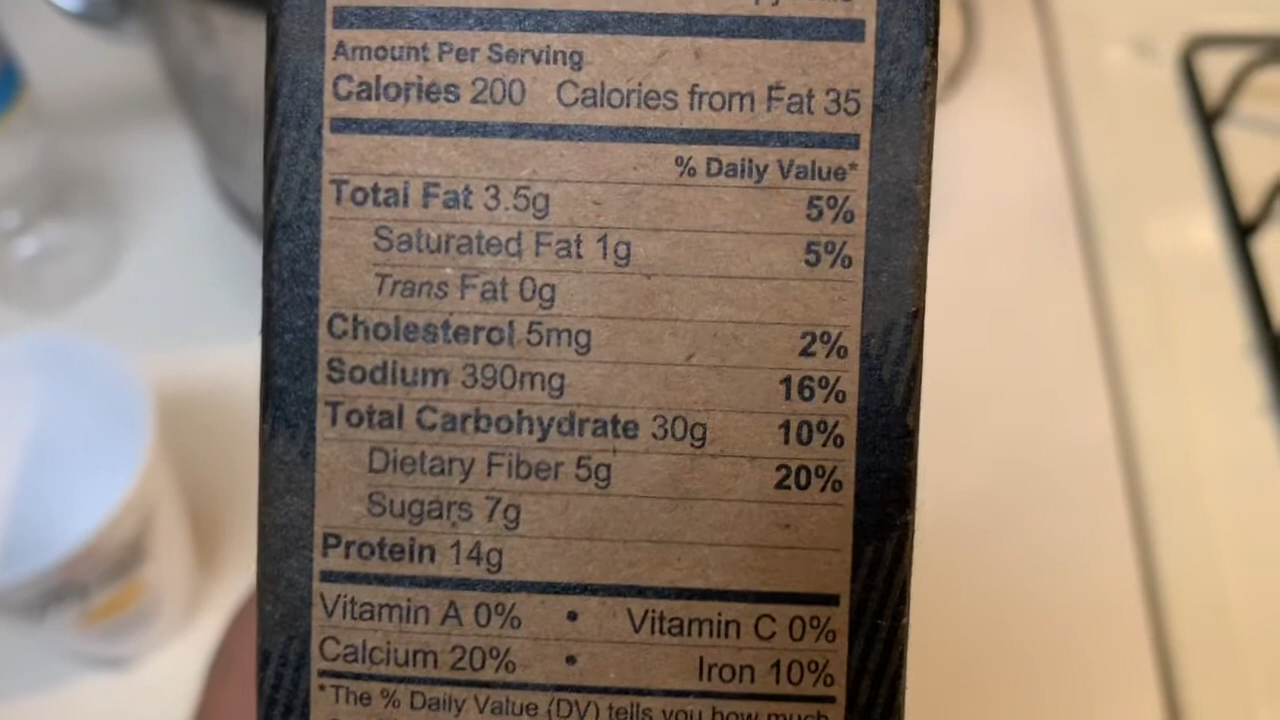 Amount Per Serving
Calories 200 Calories from Fat 35
% Daily Value*
Total Fat 3.5g 5%
Saturated Fat 1g 5%
Trans Fat 0g
Cholesterol 5mg 2%
Sodium 390mg 16%
Total Carbohydrate 30g 10%
Dietary Fiber 5g 20%
Sugars 7g
Protein 14g
Vitamin A 0% • Vitamin C 0%
Calcium 20% • Iron 10%
*The % Daily Value (DV) tells you how much